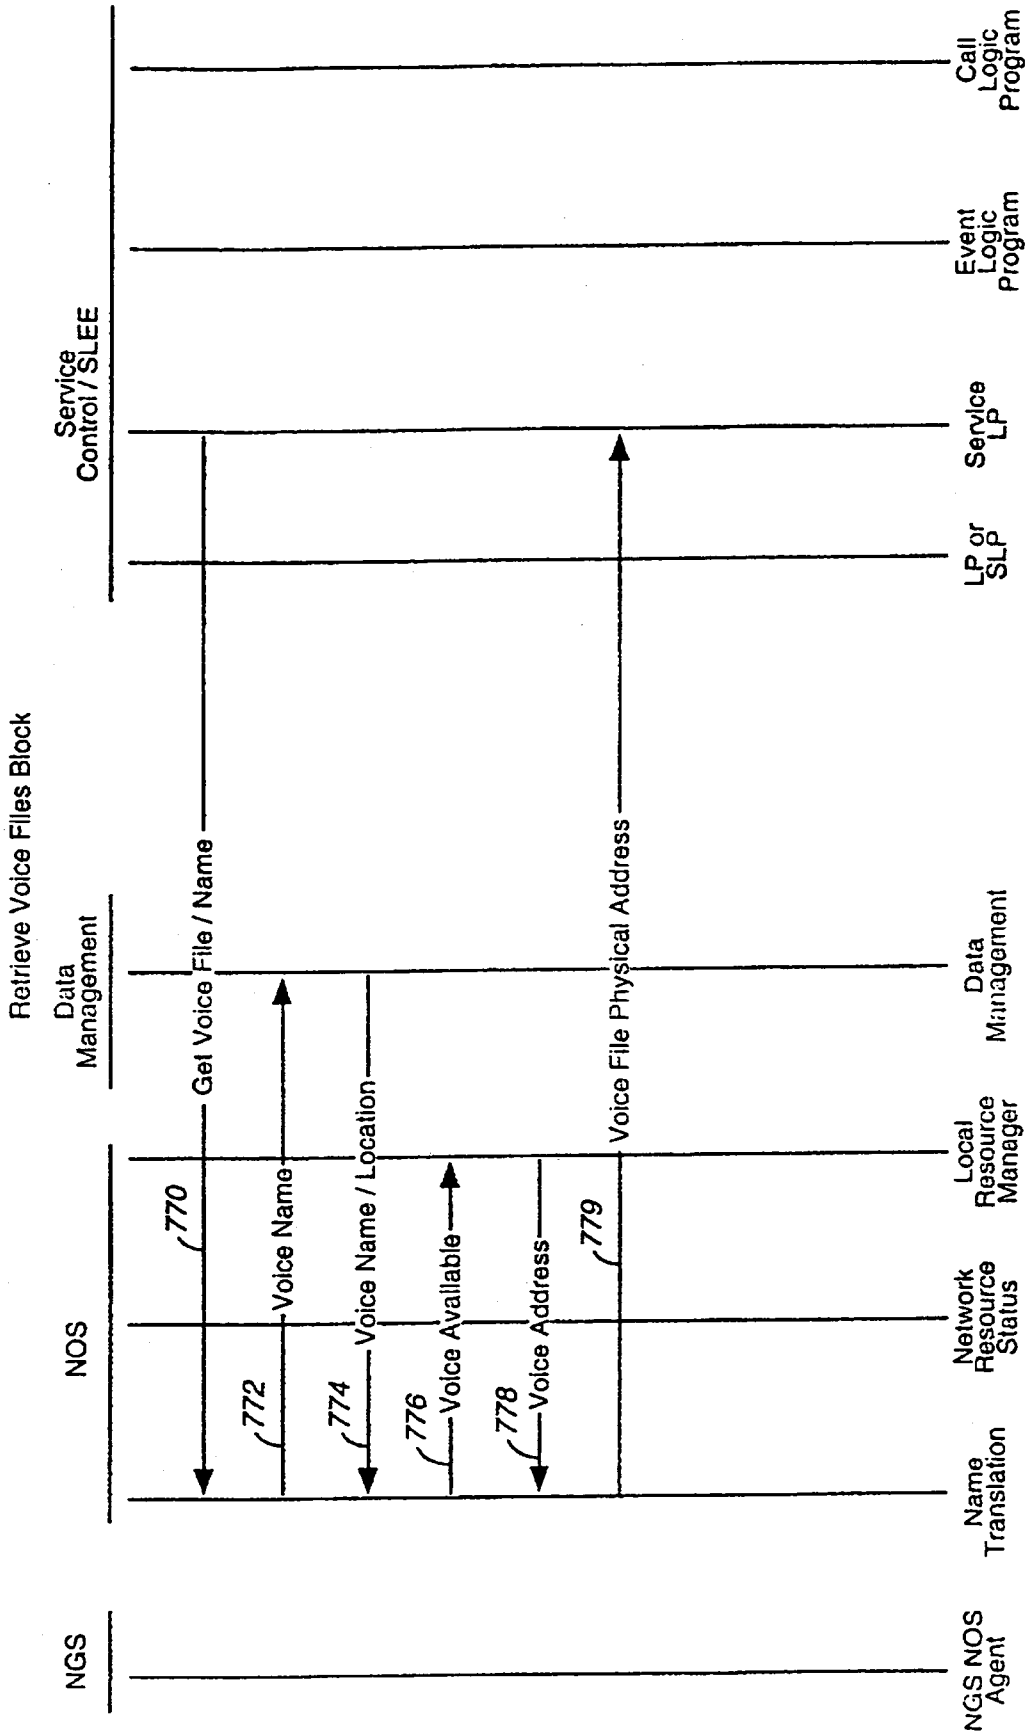 Retrieve Voice Files Block
NGS
NOS
Data
Management
Service
Control / SLEE
770
Get Voice File / Name
772
Voice Name
774
Voice Name / Location
776
Voice Available
778
Voice Address
779
Voice File Physical Address
NGS NOS
Agent
Name
Translation
Network
Resource
Status
Local
Resource
Manager
Data
Management
LP or
SLP
Service
LP
Event
Logic
Program
Call
Logic
Program